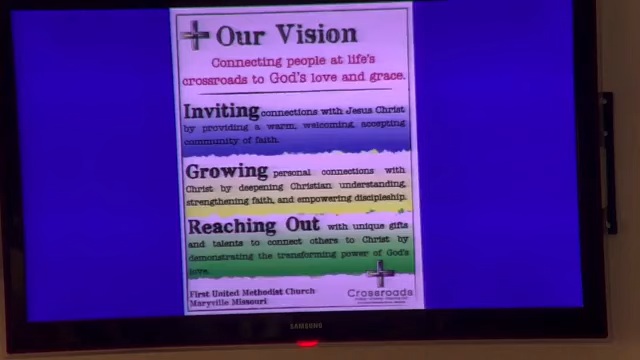 Our Vision
Connecting people at life's
crossroads to God's love and grace.
Inviting connections with Jesus Christ
by providing a warm, welcoming, accepting
community of faith.
Growing personal connections with
Christ by deepening Christian understanding,
strengthening faith, and empowering discipleship.
Reaching Out with unique gifts
and talents to connect others to Christ by
demonstrating the transforming power of God's
love.
First United Methodist Church
Maryville Missouri
Crossroads
SAMSUNG